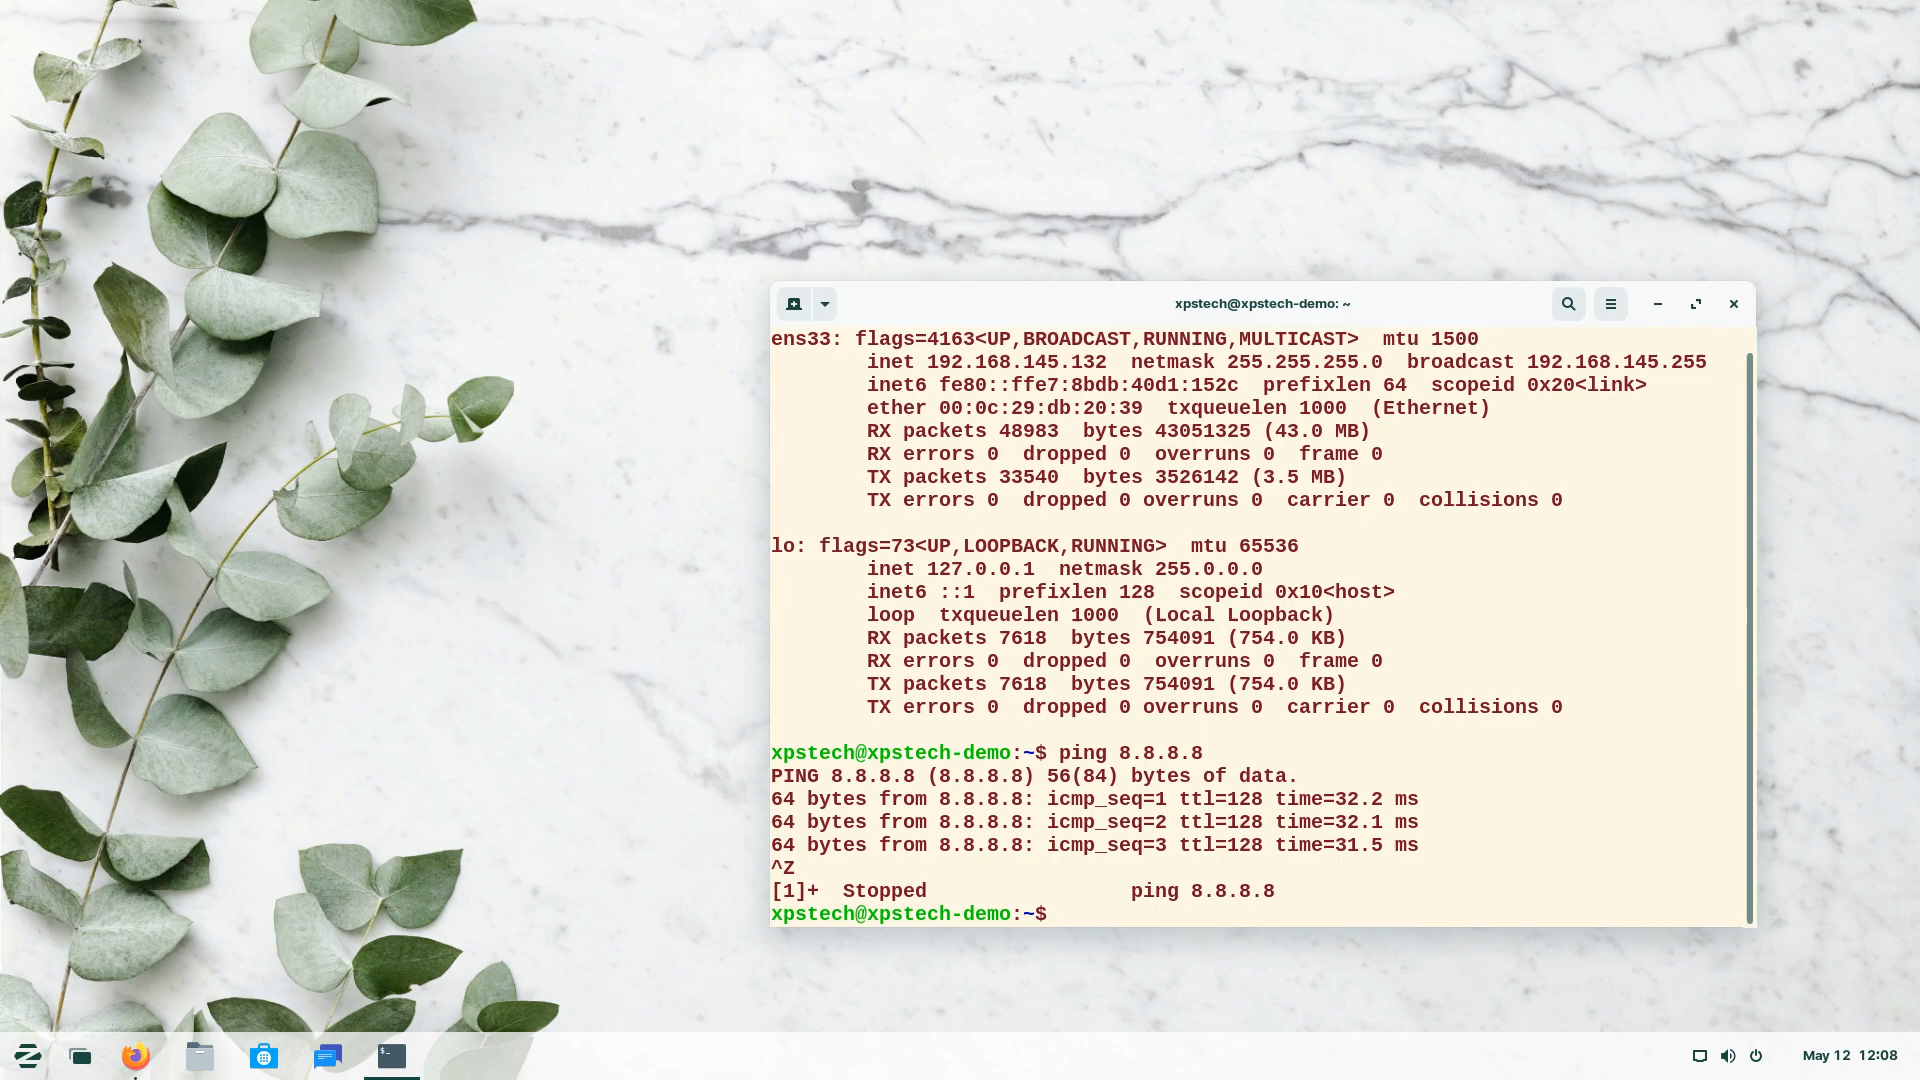 xpstech@xpstech-demo: ~
ens33: flags=4163<UP,BROADCAST,RUNNING,MULTICAST>  mtu 1500
        inet 192.168.145.132  netmask 255.255.255.0  broadcast 192.168.145.255
        inet6 fe80::ffe7:8bdb:40d1:152c  prefixlen 64  scopeid 0x20<link>
        ether 00:0c:29:db:20:39  txqueuelen 1000  (Ethernet)
        RX packets 48983  bytes 43051325 (43.0 MB)
        RX errors 0  dropped 0  overruns 0  frame 0
        TX packets 33540  bytes 3526142 (3.5 MB)
        TX errors 0  dropped 0 overruns 0  carrier 0  collisions 0

lo: flags=73<UP,LOOPBACK,RUNNING>  mtu 65536
        inet 127.0.0.1  netmask 255.0.0.0
        inet6 ::1  prefixlen 128  scopeid 0x10<host>
        loop  txqueuelen 1000  (Local Loopback)
        RX packets 7618  bytes 754091 (754.0 KB)
        RX errors 0  dropped 0  overruns 0  frame 0
        TX packets 7618  bytes 754091 (754.0 KB)
        TX errors 0  dropped 0 overruns 0  carrier 0  collisions 0

xpstech@xpstech-demo:~$ ping 8.8.8.8
PING 8.8.8.8 (8.8.8.8) 56(84) bytes of data.
64 bytes from 8.8.8.8: icmp_seq=1 ttl=128 time=32.2 ms
64 bytes from 8.8.8.8: icmp_seq=2 ttl=128 time=32.1 ms
64 bytes from 8.8.8.8: icmp_seq=3 ttl=128 time=31.5 ms
^Z
[1]+  Stopped                 ping 8.8.8.8
xpstech@xpstech-demo:~$
May 12  12:08